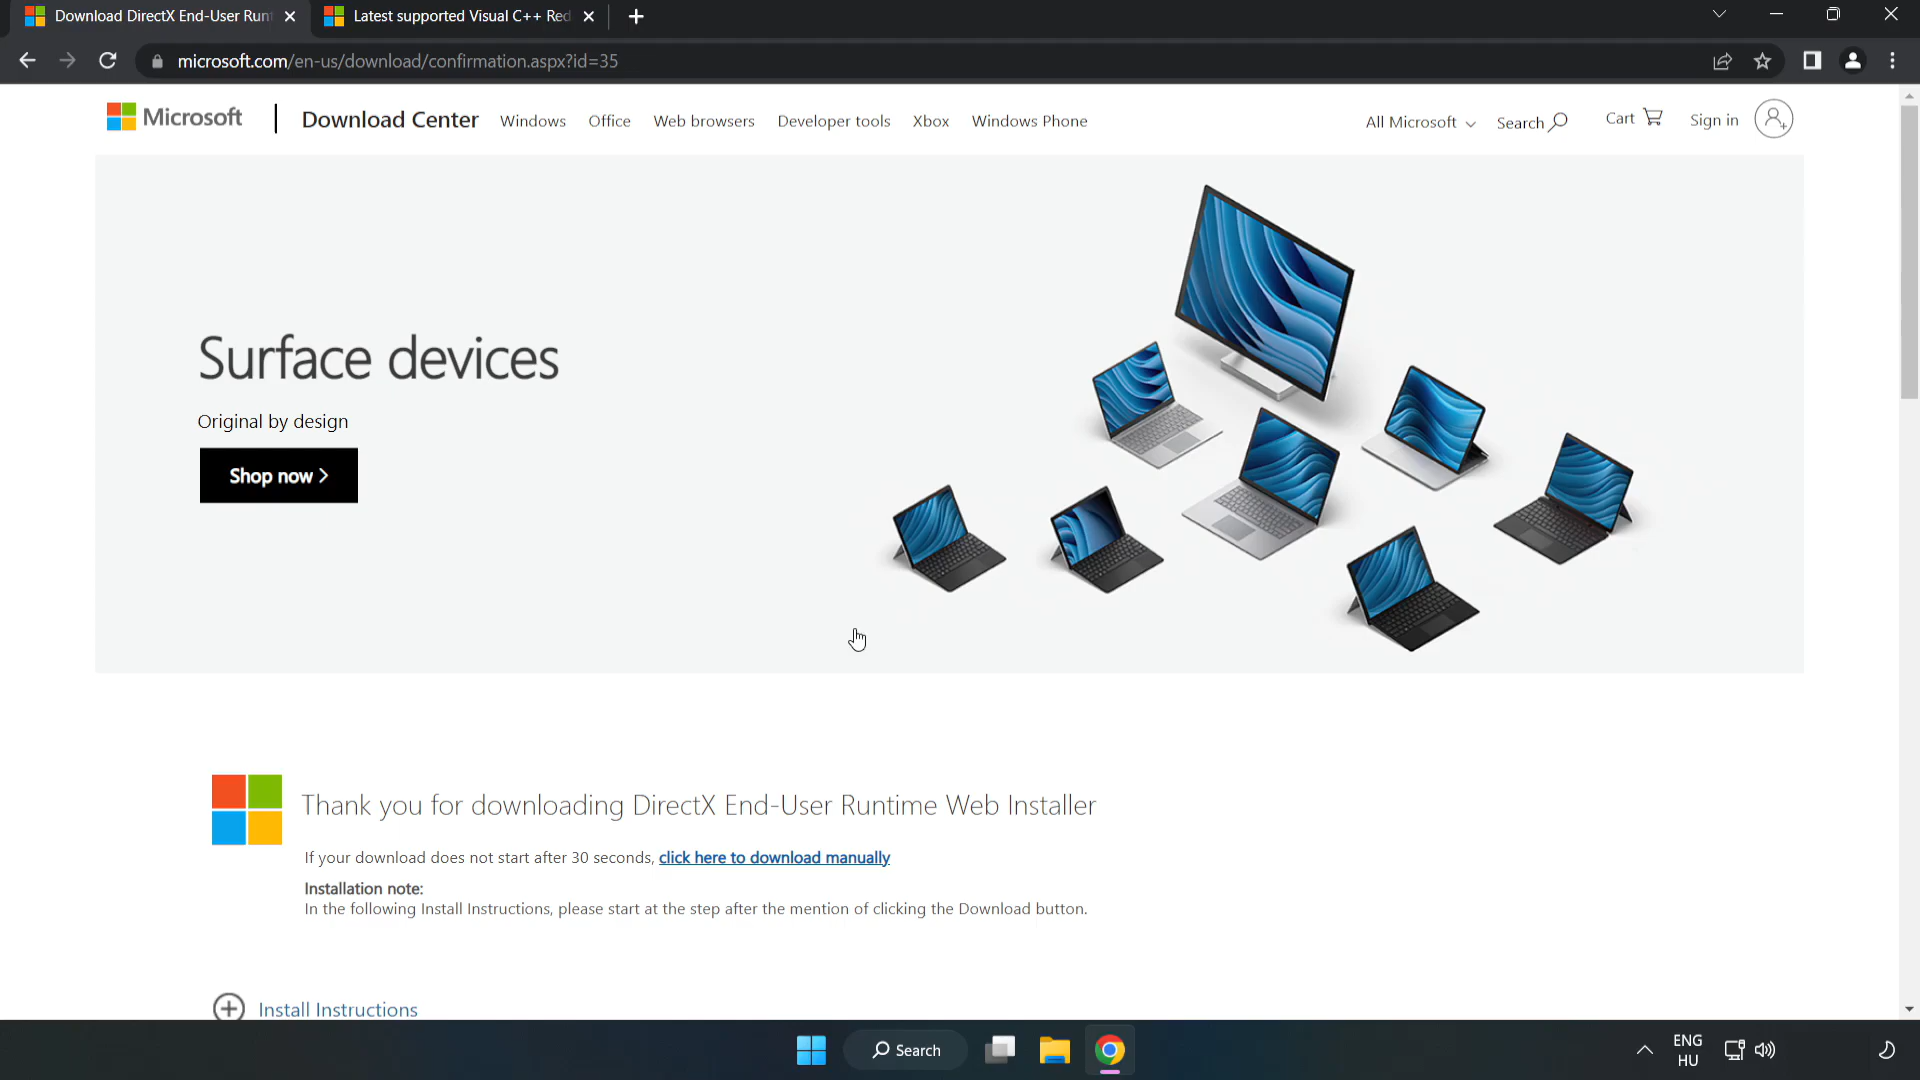 Download DirectX End-User Runt
Latest supported Visual C++ Red
microsoft.com/en-us/download/confirmation.aspx?id=35
Microsoft
Download Center
Windows
Office
Web browsers
Developer tools
Xbox
Windows Phone
All Microsoft
Search
Cart
Sign in
Surface devices
Original by design
Shop now
Thank you for downloading DirectX End-User Runtime Web Installer
If your download does not start after 30 seconds, click here to download manually
Installation note:
In the following Install Instructions, please start at the step after the mention of clicking the Download button.
Install Instructions
Search
ENG
HU